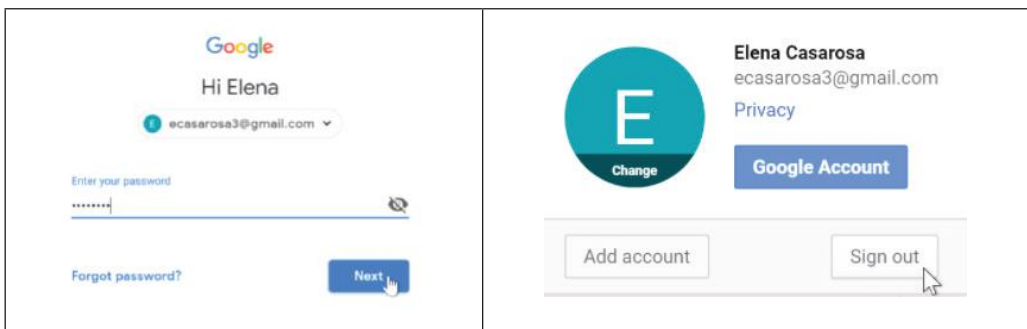 Google
Hi Elena
E ecasarosa3@gmail.com
Enter your password
••••••••
Forgot password? Next
Elena Casarosa
ecasarosa3@gmail.com
Privacy
E
Change
Google Account
Add account Sign out